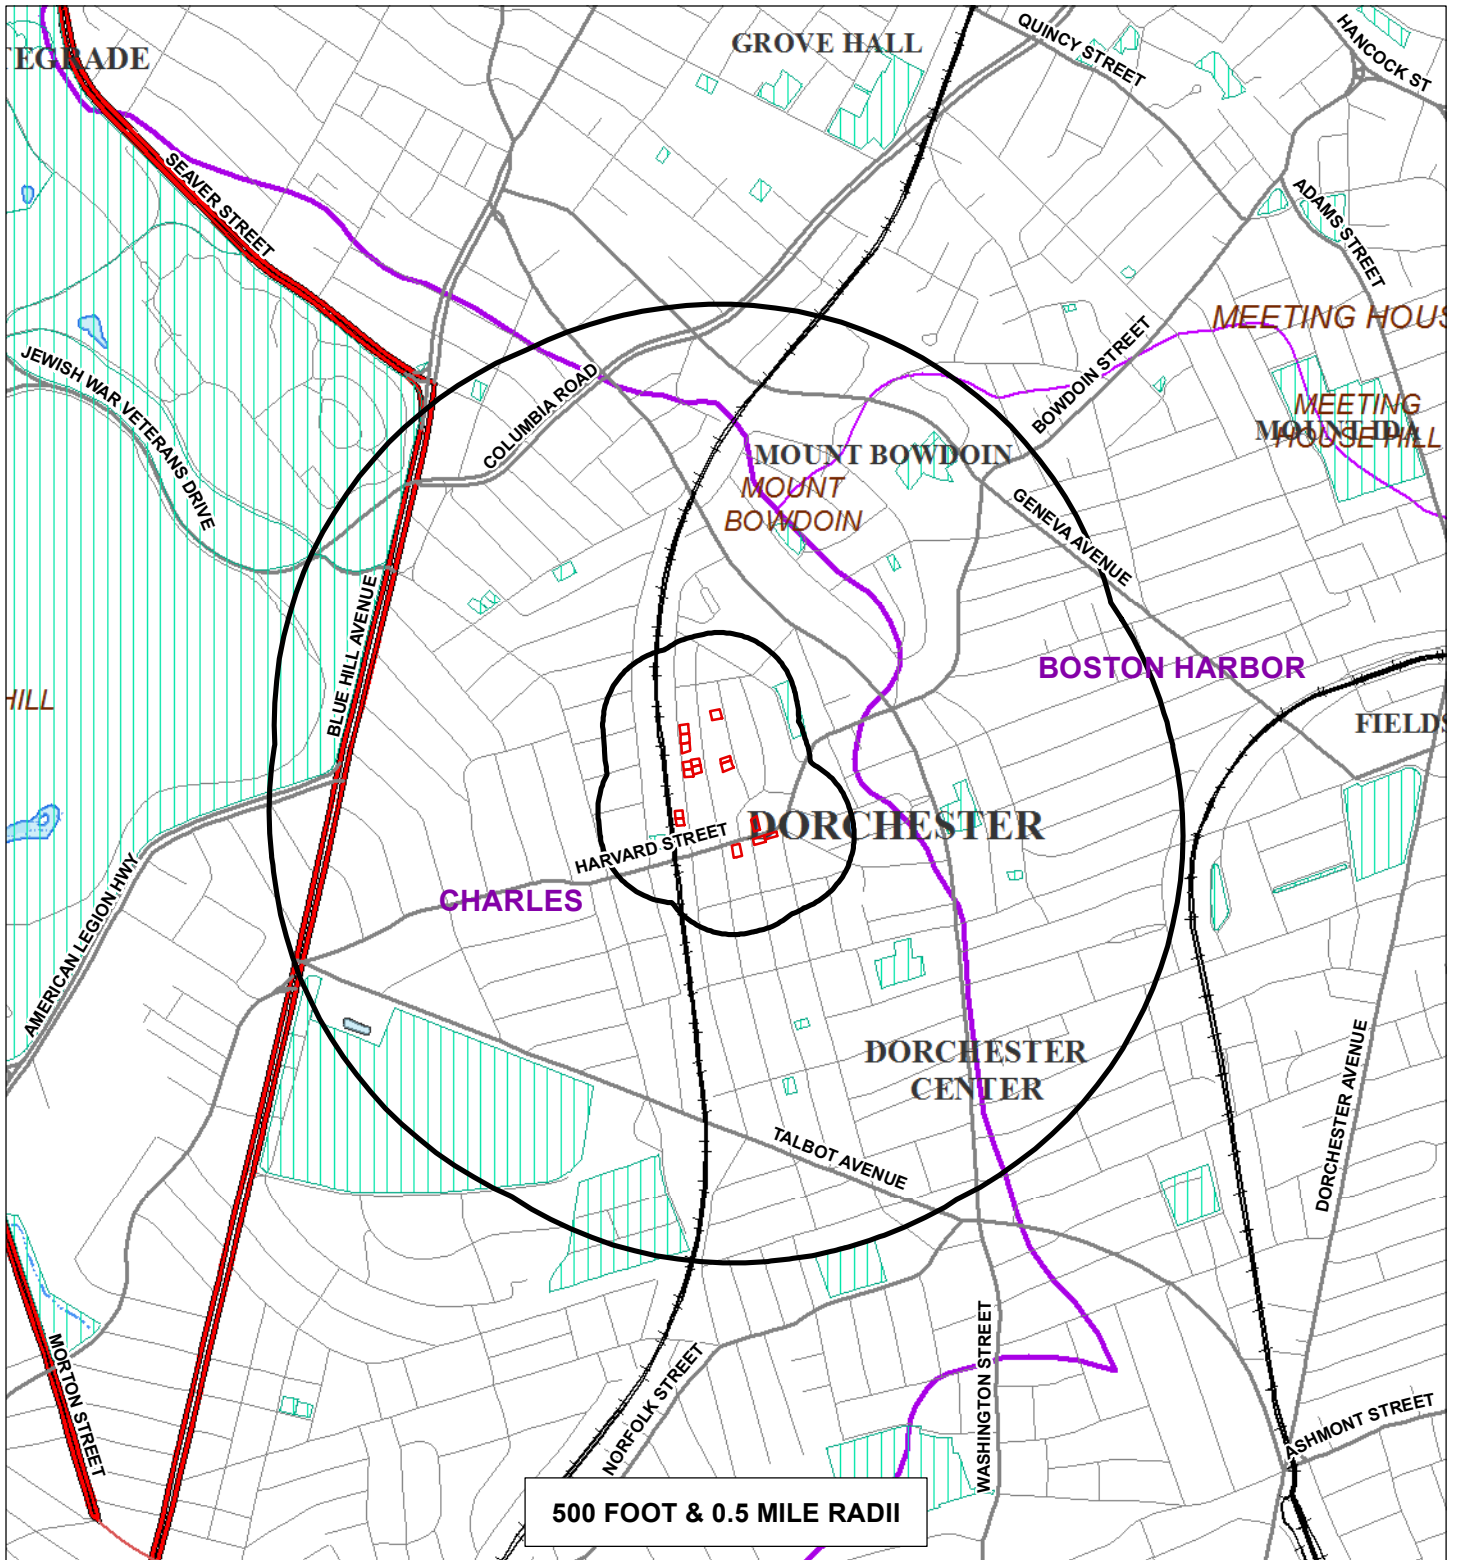 GROVE HALL
QUINCY STREET
HANCOCK ST
TEGRADE
SEAVER STREET
ADAMS STREET
MEETING HOUS
JEWISH WAR VETERANS DRIVE
COLUMBIA ROAD
BOWDOIN STREET
MEETING
HOUSE HILL
MOUNT IDA
MOUNT BOWDOIN
MOUNT
BOWDOIN
GENEVA AVENUE
BLUE HILL AVENUE
BOSTON HARBOR
HILL
FIELDS
DORCHESTER
HARVARD STREET
CHARLES
AMERICAN LEGION HWY
DORCHESTER
CENTER
DORCHESTER AVENUE
TALBOT AVENUE
MORTON STREET
NORFOLK STREET
WASHINGTON STREET
ASHMONT STREET
500 FOOT & 0.5 MILE RADII